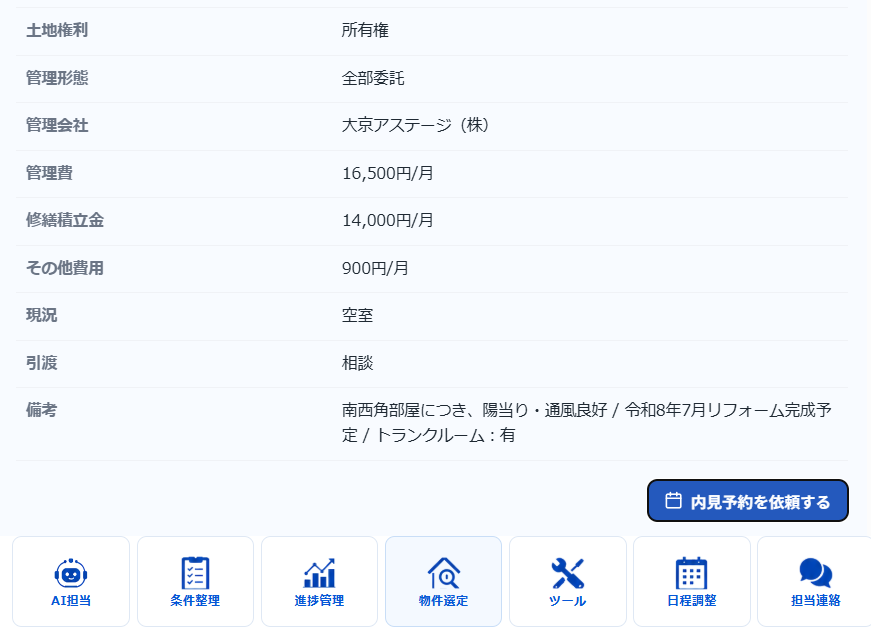 土地権利 所有権
管理形態 全部委託
管理会社 大京アステージ（株）
管理費 16,500円/月
修繕積立金 14,000円/月
その他費用 900円/月
現況 空室
引渡 相談
備考 南西角部屋につき、陽当り・通風良好 / 令和8年7月リフォーム完成予
定 / トランクルーム：有
内見予約を依頼する
AI担当 条件整理 進捗管理 物件選定 ツール 日程調整 担当連絡